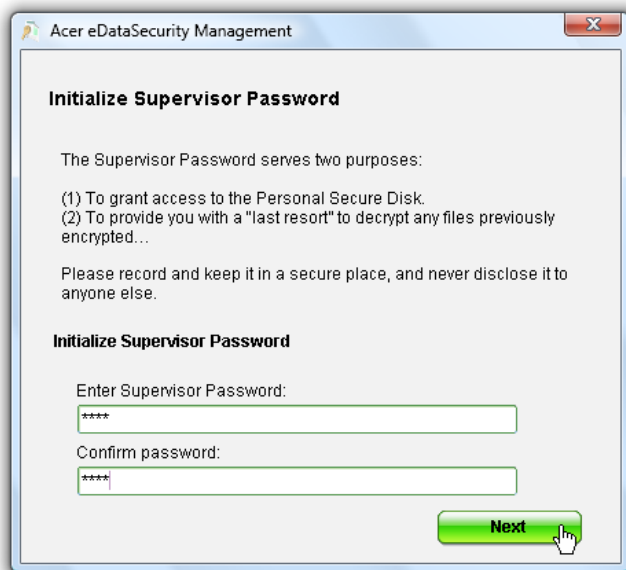 Acer eDataSecurity Management
Initialize Supervisor Password
The Supervisor Password serves two purposes:
(1) To grant access to the Personal Secure Disk.
(2) To provide you with a "last resort" to decrypt any files previously
encrypted...
Please record and keep it in a secure place, and never disclose it to
anyone else.
Initialize Supervisor Password
Enter Supervisor Password:
****
Confirm password:
****
Next